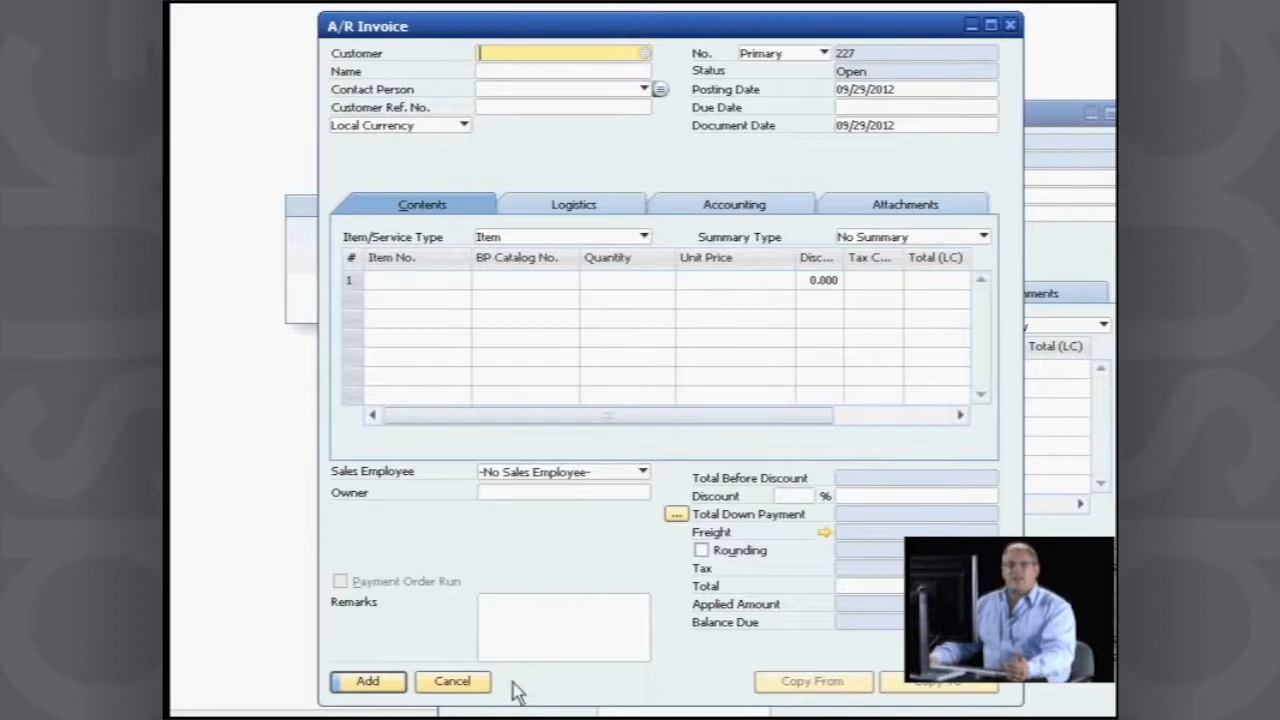 A/R Invoice
Customer
No. Primary 227
Name
Status Open
Contact Person
Posting Date 09/29/2012
Customer Ref. No.
Due Date
Local Currency
Document Date 09/29/2012
Contents Logistics Accounting Attachments
Item/Service Type Item
Summary Type No Summary
# Item No. BP Catalog No. Quantity Unit Price Disc... Tax C... Total (LC)
1 0.000
Total (LC)
Sales Employee -No Sales Employee-
Owner
Total Before Discount
Discount %
... Total Down Payment
Freight
Rounding
Tax
Payment Order Run
Total
Remarks
Applied Amount
Balance Due
Add Cancel Copy From